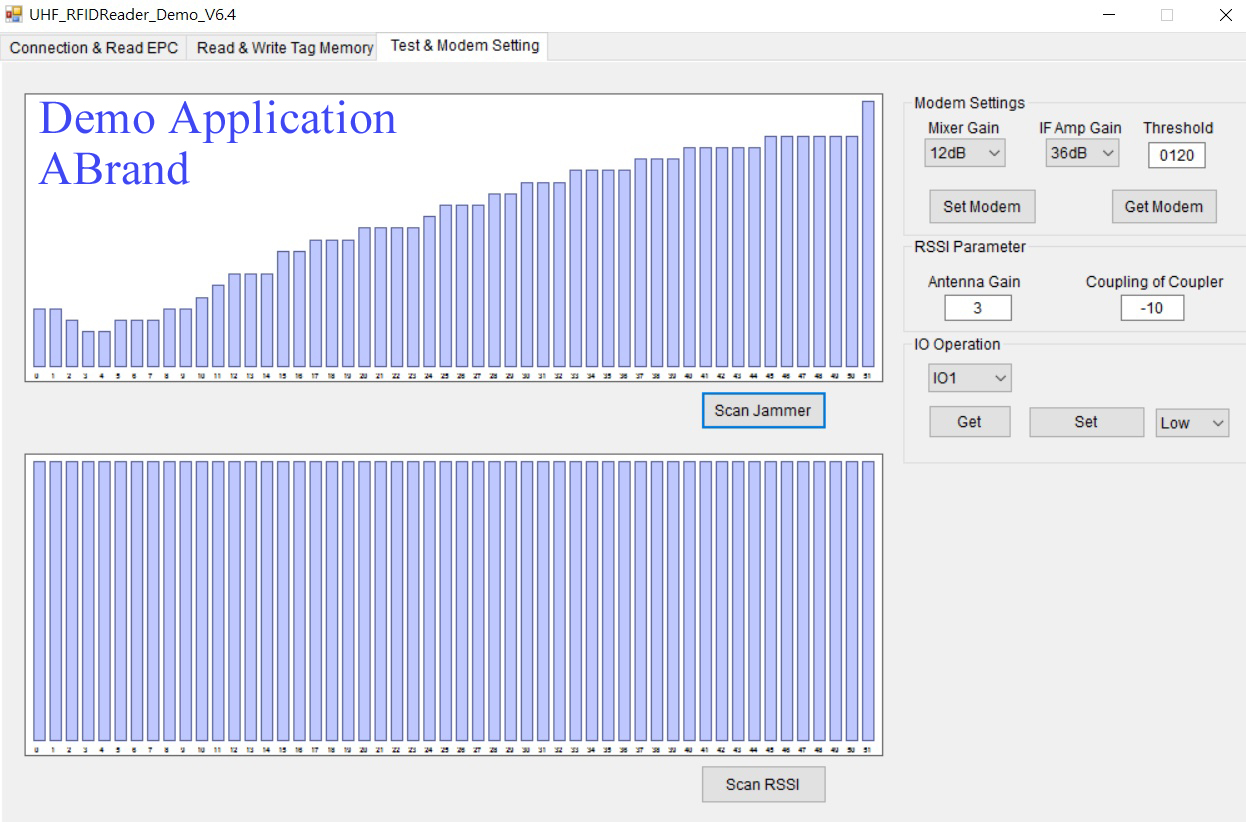 UHF_RFIDReader_Demo_V6.4
Connection & Read EPC Read & Write Tag Memory Test & Modem Setting
Demo Application
ABrand
0 1 2 3 4 5 6 7 8 9 10 11 12 13 14 15 16 17 18 19 20 21 22 23 24 25 26 27 28 29 30 31 32 33 34 35 36 37 38 39 40 41 42 43 44 45 46 47 48 49 50 51
Scan Jammer
0 1 2 3 4 5 6 7 8 9 10 11 12 13 14 15 16 17 18 19 20 21 22 23 24 25 26 27 28 29 30 31 32 33 34 35 36 37 38 39 40 41 42 43 44 45 46 47 48 49 50 51
Scan RSSI
Modem Settings
Mixer Gain IF Amp Gain Threshold
12dB 36dB 0120
Set Modem Get Modem
RSSI Parameter
Antenna Gain Coupling of Coupler
3 -10
IO Operation
IO1
Get Set Low